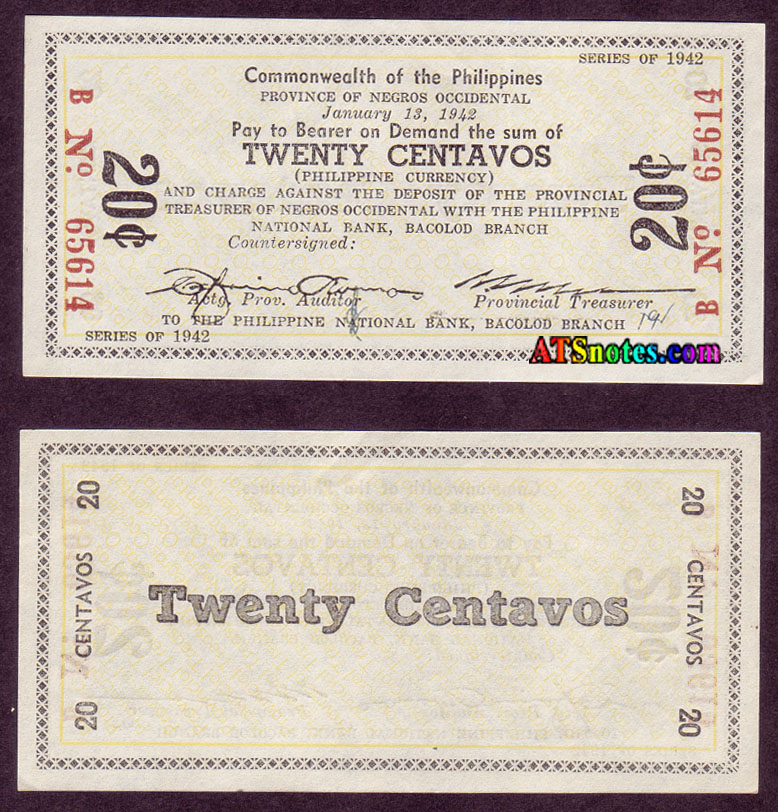 SERIES OF 1942
Commonwealth of the Philippines
PROVINCE OF NEGROS OCCIDENTAL
January 13, 1942
Pay to Bearer on Demand the sum of
TWENTY CENTAVOS
(PHILIPPINE CURRENCY)
AND CHARGE AGAINST THE DEPOSIT OF THE PROVINCIAL
TREASURER OF NEGROS OCCIDENTAL WITH THE PHILIPPINE
NATIONAL BANK, BACOLOD BRANCH
Countersigned:
Actg. Prov. Auditor
Provincial Treasurer
TO THE PHILIPPINE NATIONAL BANK, BACOLOD BRANCH
SERIES OF 1942
B No. 65614
20¢
20¢
B No. 65614
ATSnotes.com
20 CENTAVOS 20
Twenty Centavos
20 CENTAVOS 20